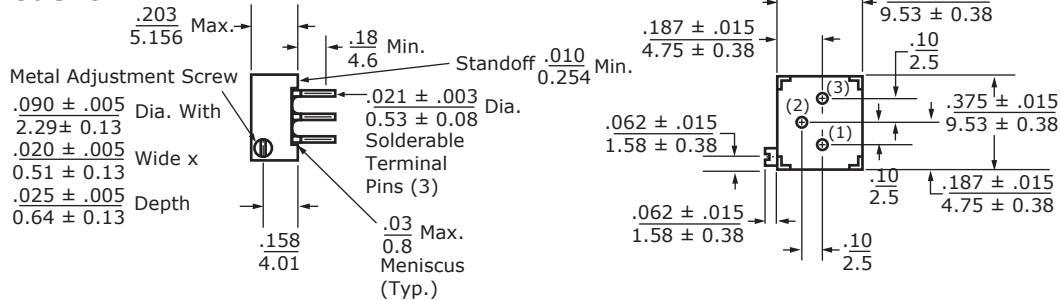 .203
5.156 Max.
.18
4.6 Min.
Standoff .010
0.254 Min.
Metal Adjustment Screw
.090 ± .005
2.29± 0.13 Dia. With
.020 ± .005
0.51 ± 0.13 Wide x
.025 ± .005
0.64 ± 0.13 Depth
.021 ± .003
0.53 ± 0.08 Dia.
Solderable
Terminal
Pins (3)
.158
4.01
.03
0.8 Max.
Meniscus
(Typ.)
9.53 ± 0.38
.187 ± .015
4.75 ± 0.38
.10
2.5
(3)
(2)
(1)
.375 ± .015
9.53 ± 0.38
.062 ± .015
1.58 ± 0.38
.10
2.5
.187 ± .015
4.75 ± 0.38
.062 ± .015
1.58 ± 0.38
.10
2.5